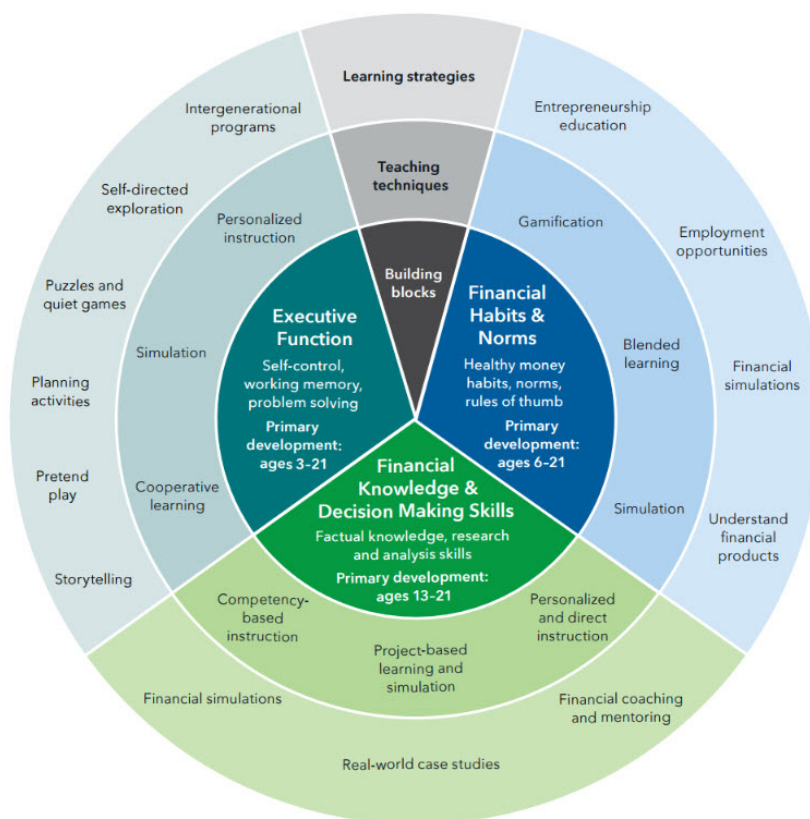 Learning strategies
Teaching
techniques
Building
blocks
Intergenerational
programs
Self-directed
exploration
Puzzles and
quiet games
Planning
activities
Pretend
play
Storytelling
Personalized
instruction
Simulation
Cooperative
learning
Executive
Function
Self-control,
working memory,
problem solving
Primary
development:
ages 3–21
Entrepreneurship
education
Employment
opportunities
Financial
simulations
Understand
financial
products
Gamification
Blended
learning
Simulation
Financial
Habits &
Norms
Healthy money
habits, norms,
rules of thumb
Primary
development:
ages 6–21
Financial
Knowledge &
Decision Making Skills
Factual knowledge, research
and analysis skills
Primary development:
ages 13–21
Competency-
based
instruction
Project-based
learning and
simulation
Personalized
and direct
instruction
Financial simulations
Real-world case studies
Financial coaching
and mentoring